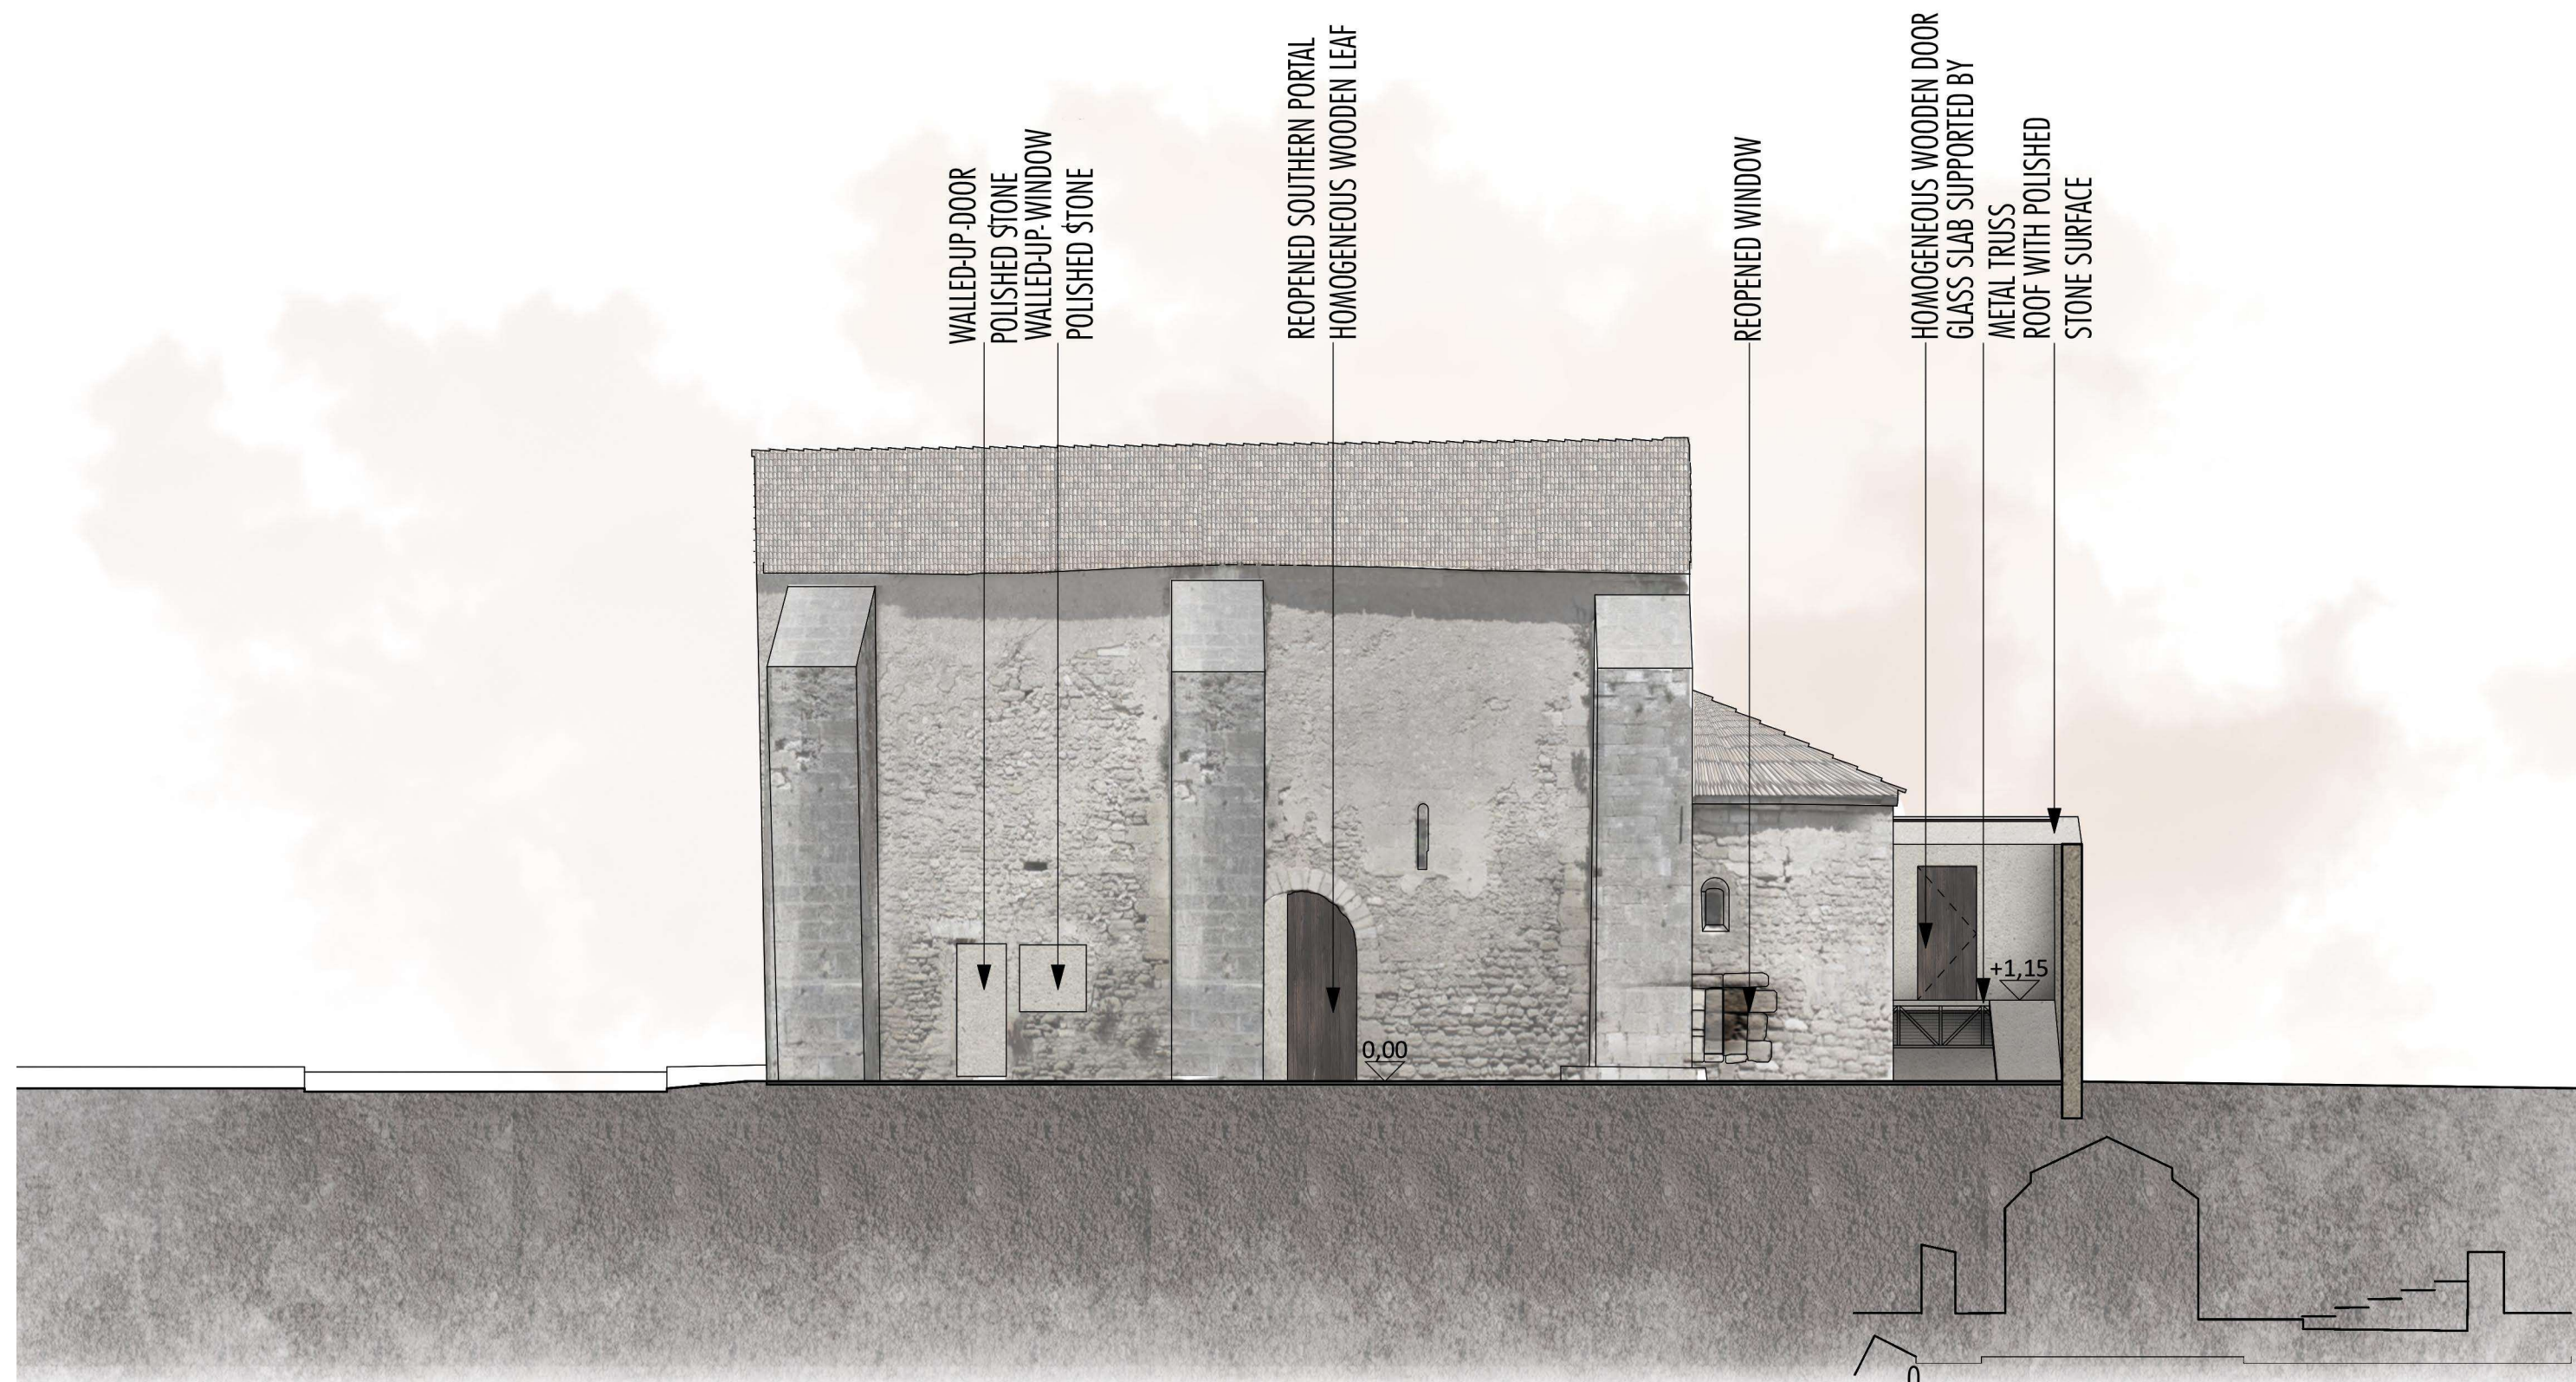 WALLED-UP-DOOR
POLISHED STONE
WALLED-UP-WINDOW
POLISHED STONE
REOPENED SOUTHERN PORTAL
HOMOGENEOUS WOODEN LEAF
REOPENED WINDOW
HOMOGENEOUS WOODEN DOOR
GLASS SLAB SUPPORTED BY
METAL TRUSS
ROOF WITH POLISHED
STONE SURFACE
+1,15
0,00
0